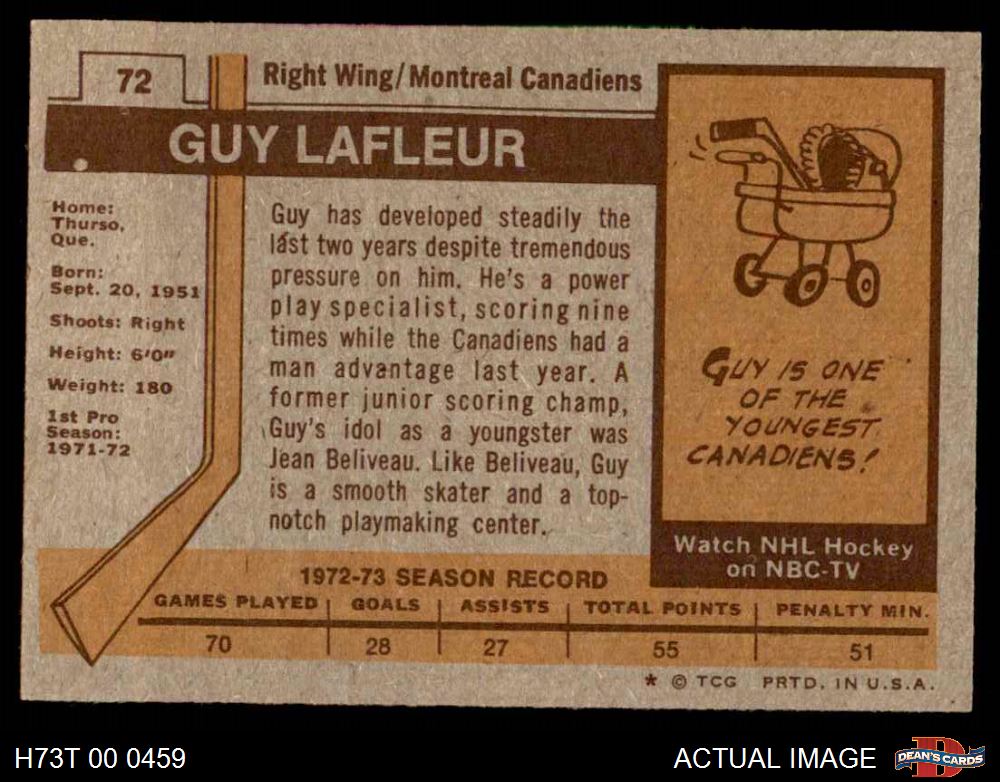 72
Right Wing/Montreal Canadiens
GUY LAFLEUR
Home:
Thurso,
Que.
Born:
Sept. 20, 1951
Shoots: Right
Height: 6'0"
Weight: 180
1st Pro
Season:
1971-72
Guy has developed steadily the
last two years despite tremendous
pressure on him. He's a power
play specialist, scoring nine
times while the Canadiens had a
man advantage last year. A
former junior scoring champ,
Guy's idol as a youngster was
Jean Beliveau. Like Beliveau, Guy
is a smooth skater and a top-
notch playmaking center.
GUY IS ONE
OF THE
YOUNGEST
CANADIENS!
Watch NHL Hockey
on NBC-TV
1972-73 SEASON RECORD
GAMES PLAYED GOALS ASSISTS TOTAL POINTS PENALTY MIN.
70 28 27 55 51
* © TCG PRTD. IN U.S.A.
H73T 00 0459
ACTUAL IMAGE
D
DEAN'S CARDS